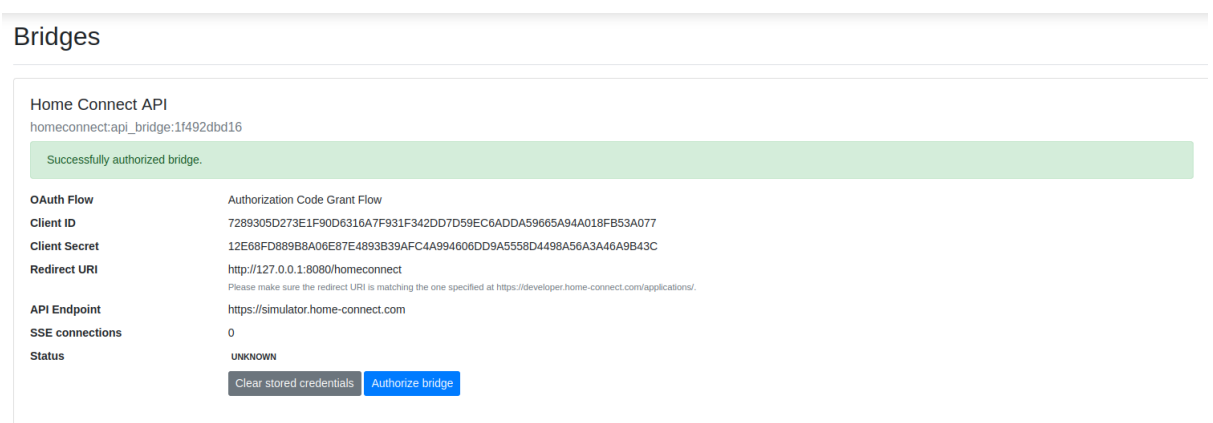 Bridges
Home Connect API
homeconnect:api_bridge:1f492dbd16
Successfully authorized bridge.
OAuth Flow Authorization Code Grant Flow
Client ID 7289305D273E1F90D6316A7F931F342DD7D59EC6ADDA59665A94A018FB53A077
Client Secret 12E68FD889B8A06E87E4893B39AFC4A994606DD9A5558D4498A56A3A46A9B43C
Redirect URI http://127.0.0.1:8080/homeconnect
Please make sure the redirect URI is matching the one specified at https://developer.home-connect.com/applications/.
API Endpoint https://simulator.home-connect.com
SSE connections 0
Status UNKNOWN
Clear stored credentials Authorize bridge